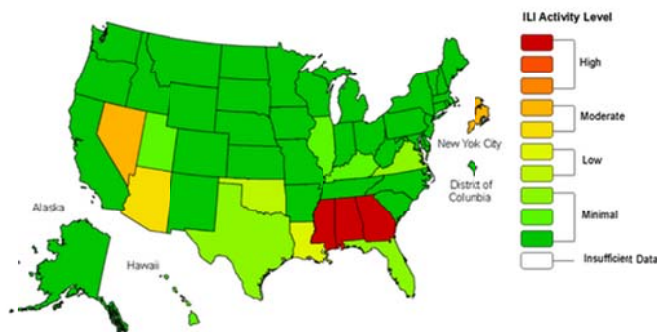 ILI Activity Level
High
Moderate
Low
Minimal
Insufficient Data
New Yok City
District of
Columbia
Alaska
Hawaii